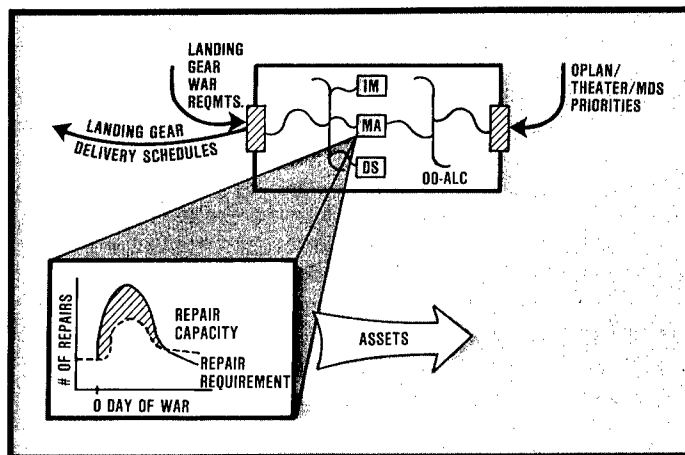 LANDING
GEAR
WAR
REQMTS.
OPLAN/
THEATER/MDS
PRIORITIES
LANDING GEAR
DELIVERY SCHEDULES
IM
MA
DS
OO-ALC
# OF REPAIRS
REPAIR
CAPACITY
REPAIR
REQUIREMENT
0 DAY OF WAR
ASSETS